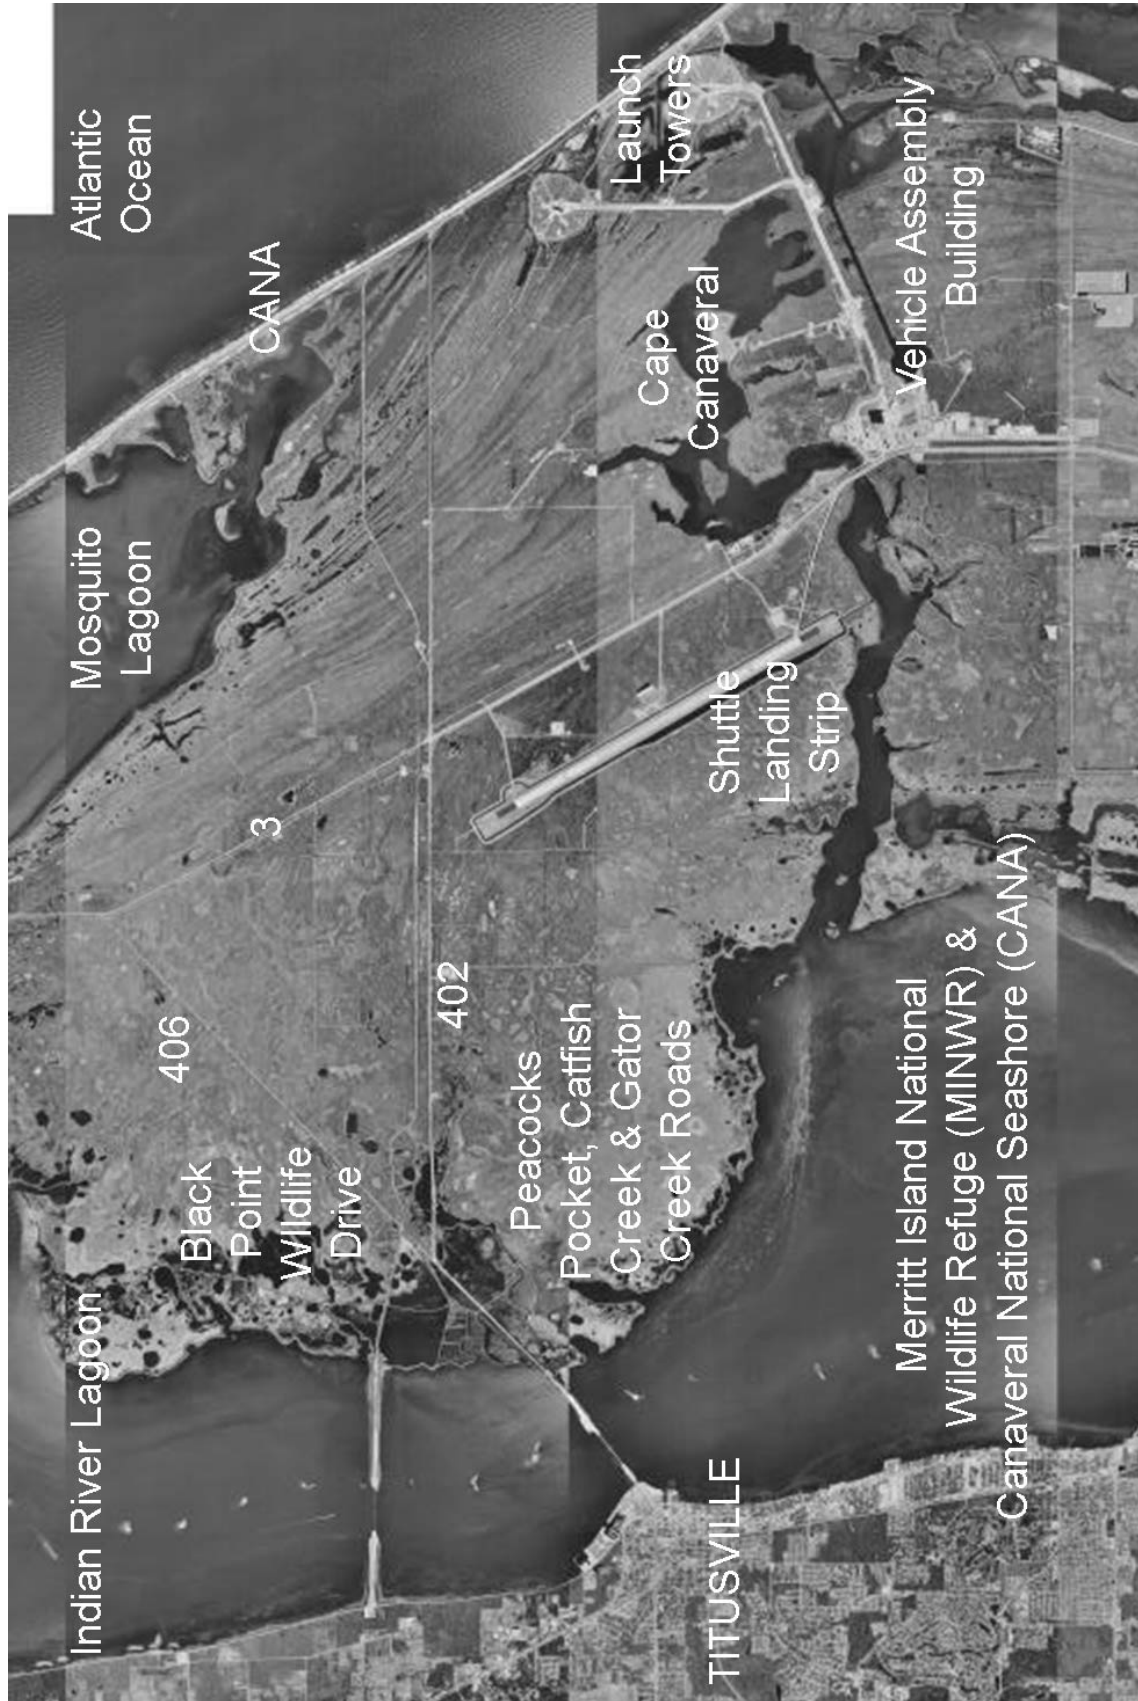 Atlantic
Ocean
Mosquito
Lagoon
Indian River Lagoon
CANA
3
406
Black
Point
Wildlife
Drive
402
Launch
Towers
Cape
Canaveral
Peacocks
Pocket, Catfish
Creek & Gator
Creek Roads
Shuttle
Landing
Strip
TITUSVILLE
Vehicle Assembly
Building
Merritt Island National
Wildlife Refuge (MINWR) &
Canaveral National Seashore (CANA)